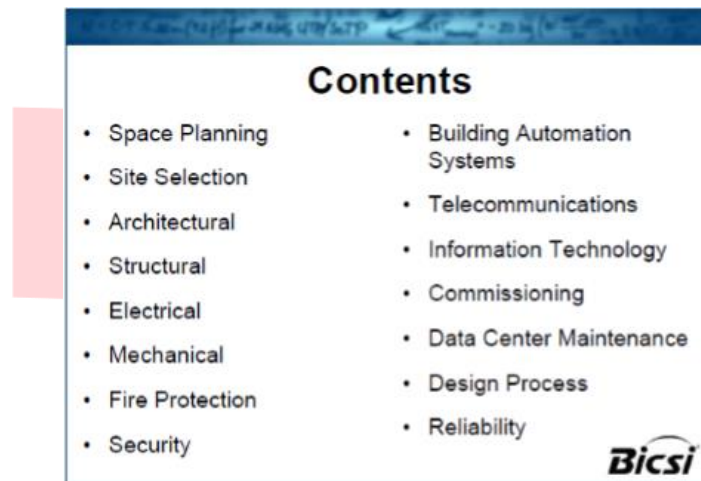 Contents
• Space Planning
• Site Selection
• Architectural
• Structural
• Electrical
• Mechanical
• Fire Protection
• Security
• Building Automation
Systems
• Telecommunications
• Information Technology
• Commissioning
• Data Center Maintenance
• Design Process
• Reliability
Bicsi